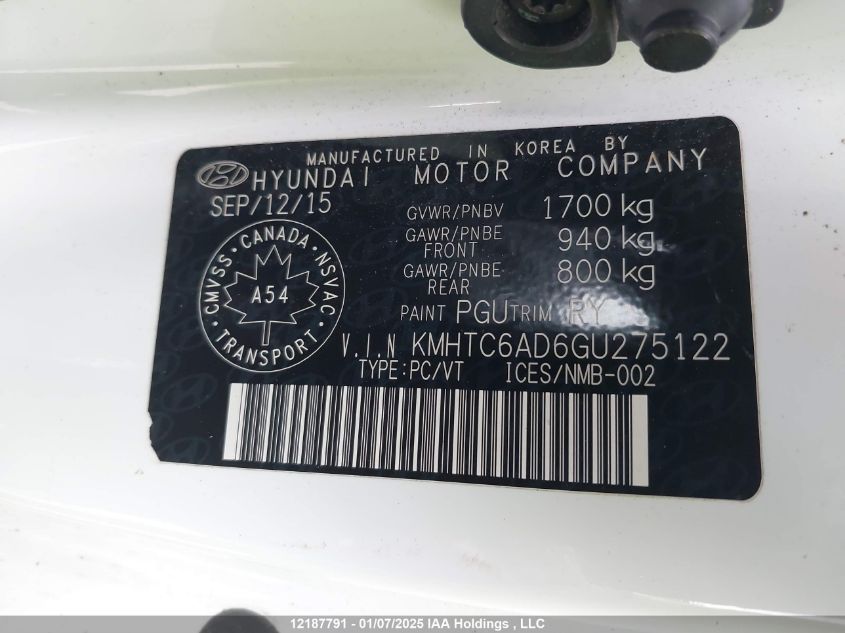 MANUFACTURED IN KOREA BY
HYUNDAI MOTOR COMPANY
SEP/12/15
GVWR/PNBV 1700 kg
GAWR/PNBE FRONT 940 kg
GAWR/PNBE REAR 800 kg
CMVSS · CANADA · NSVAC
A54
TRANSPORT
PAINT PGU TRIM RY
V.I.N KMHTC6AD6GU275122
TYPE:PC/VT ICES/NMB-002
12187791 - 01/07/2025 IAA Holdings , LLC